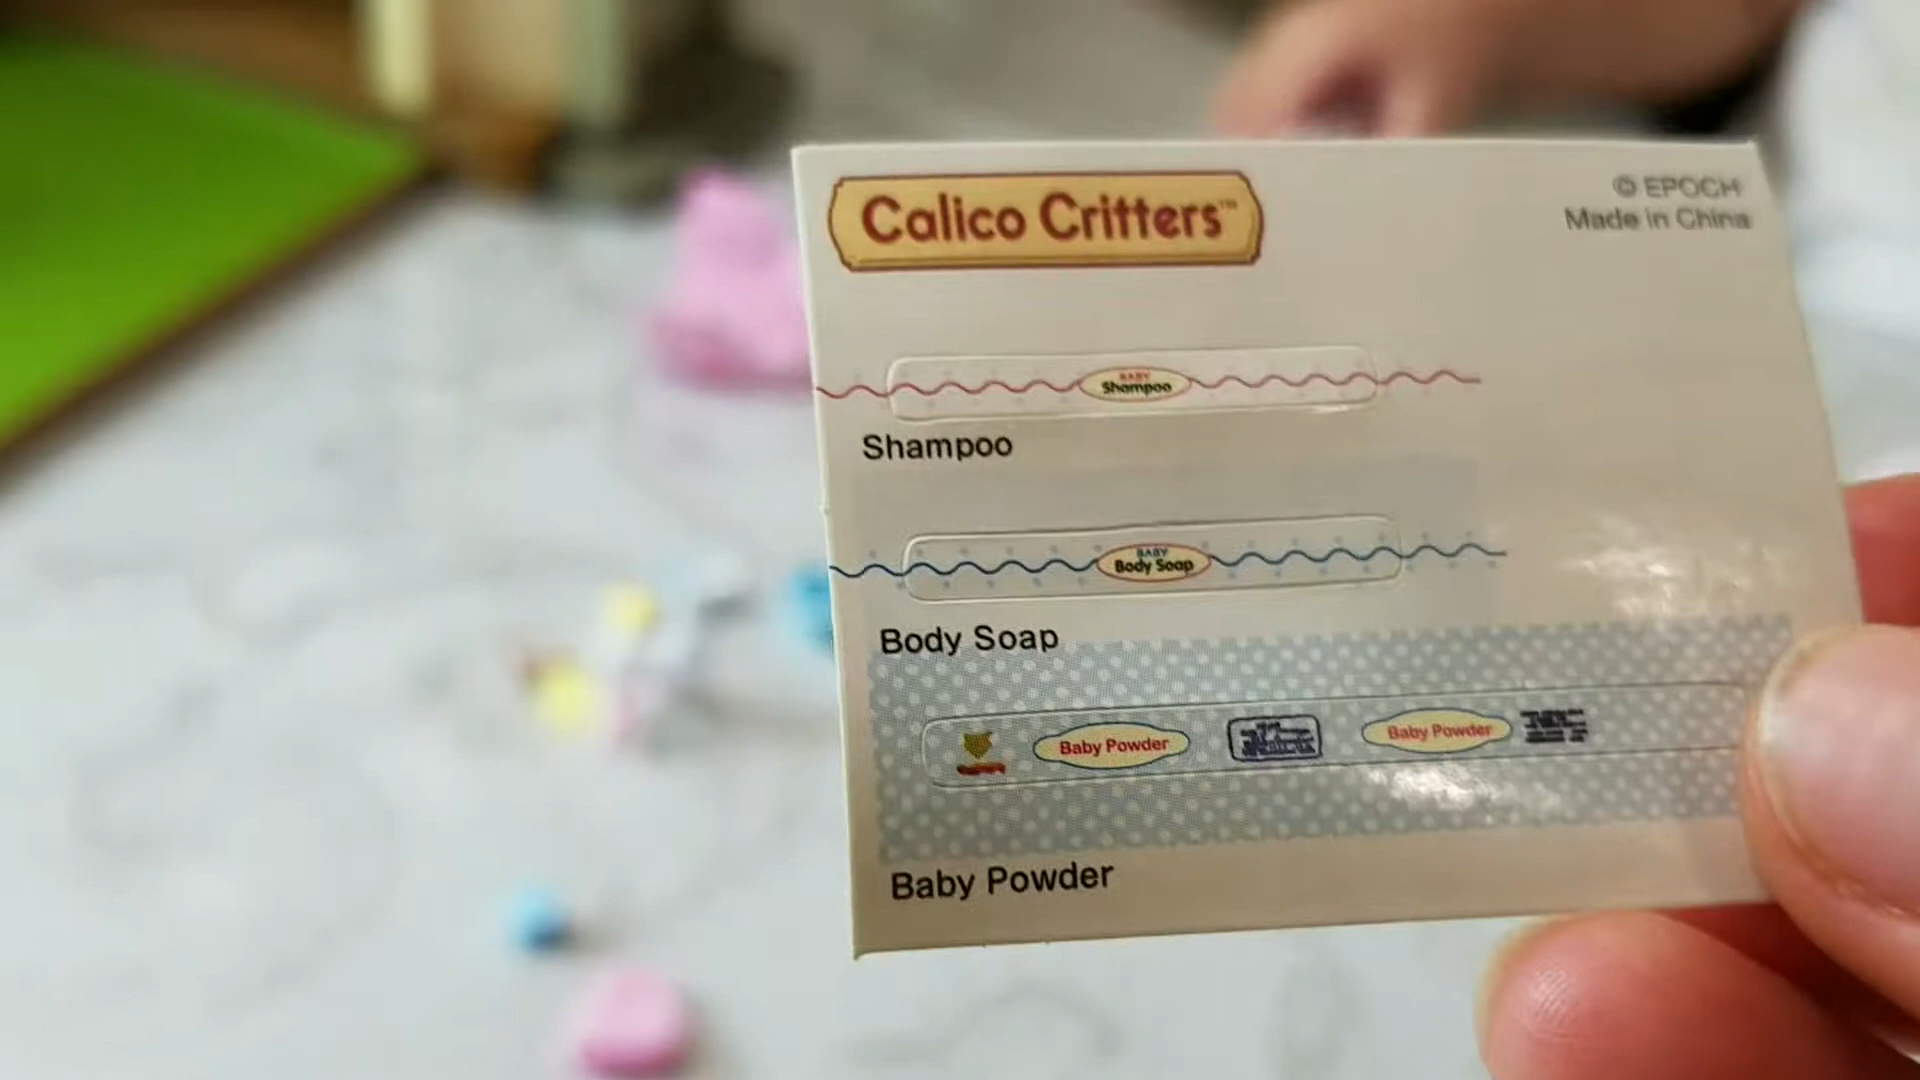 Calico Critters™
© EPOCH
Made in China
BABY
Shampoo
Shampoo
BABY
Body Soap
Body Soap
Baby Powder
Baby Powder
Baby Powder